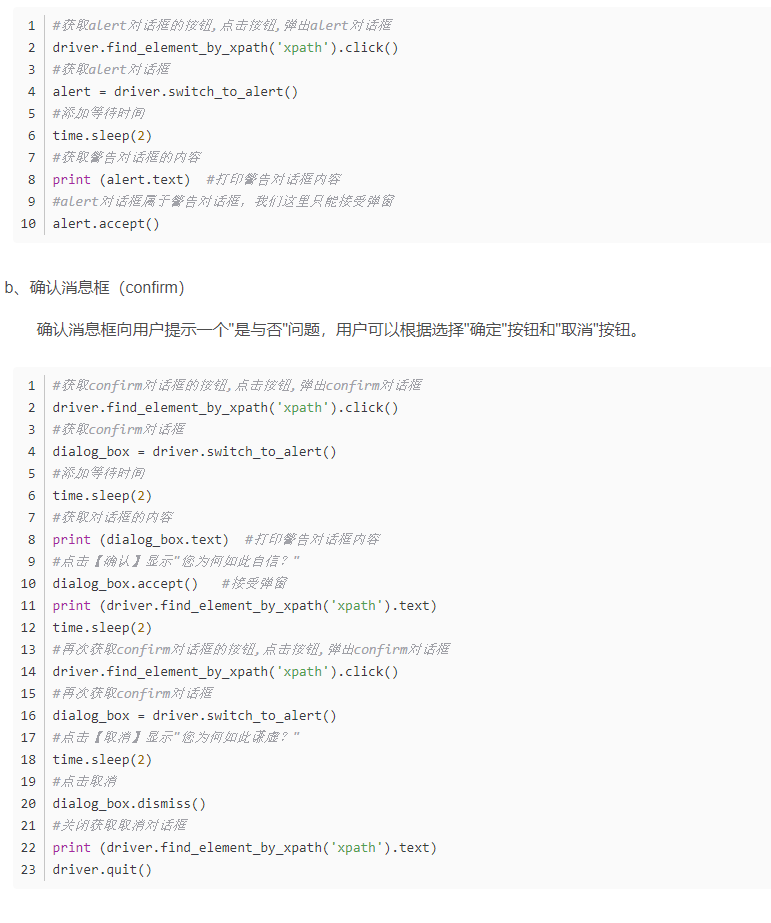 1 #获取alert对话框的按钮,点击按钮,弹出alert对话框
2 driver.find_element_by_xpath('xpath').click()
3 #获取alert对话框
4 alert = driver.switch_to_alert()
5 #添加等待时间
6 time.sleep(2)
7 #获取警告对话框的内容
8 print (alert.text)  #打印警告对话框内容
9 #alert对话框属于警告对话框，我们这里只能接受弹窗
10 alert.accept()
b、确认消息框（confirm）
确认消息框向用户提示一个"是与否"问题，用户可以根据选择"确定"按钮和"取消"按钮。
1 #获取confirm对话框的按钮,点击按钮,弹出confirm对话框
2 driver.find_element_by_xpath('xpath').click()
3 #获取confirm对话框
4 dialog_box = driver.switch_to_alert()
5 #添加等待时间
6 time.sleep(2)
7 #获取对话框的内容
8 print (dialog_box.text)  #打印警告对话框内容
9 #点击【确认】显示"您为何如此自信？"
10 dialog_box.accept()   #接受弹窗
11 print (driver.find_element_by_xpath('xpath').text)
12 time.sleep(2)
13 #再次获取confirm对话框的按钮,点击按钮,弹出confirm对话框
14 driver.find_element_by_xpath('xpath').click()
15 #再次获取confirm对话框
16 dialog_box = driver.switch_to_alert()
17 #点击【取消】显示"您为何如此谦虚？"
18 time.sleep(2)
19 #点击取消
20 dialog_box.dismiss()
21 #关闭获取取消对话框
22 print (driver.find_element_by_xpath('xpath').text)
23 driver.quit()